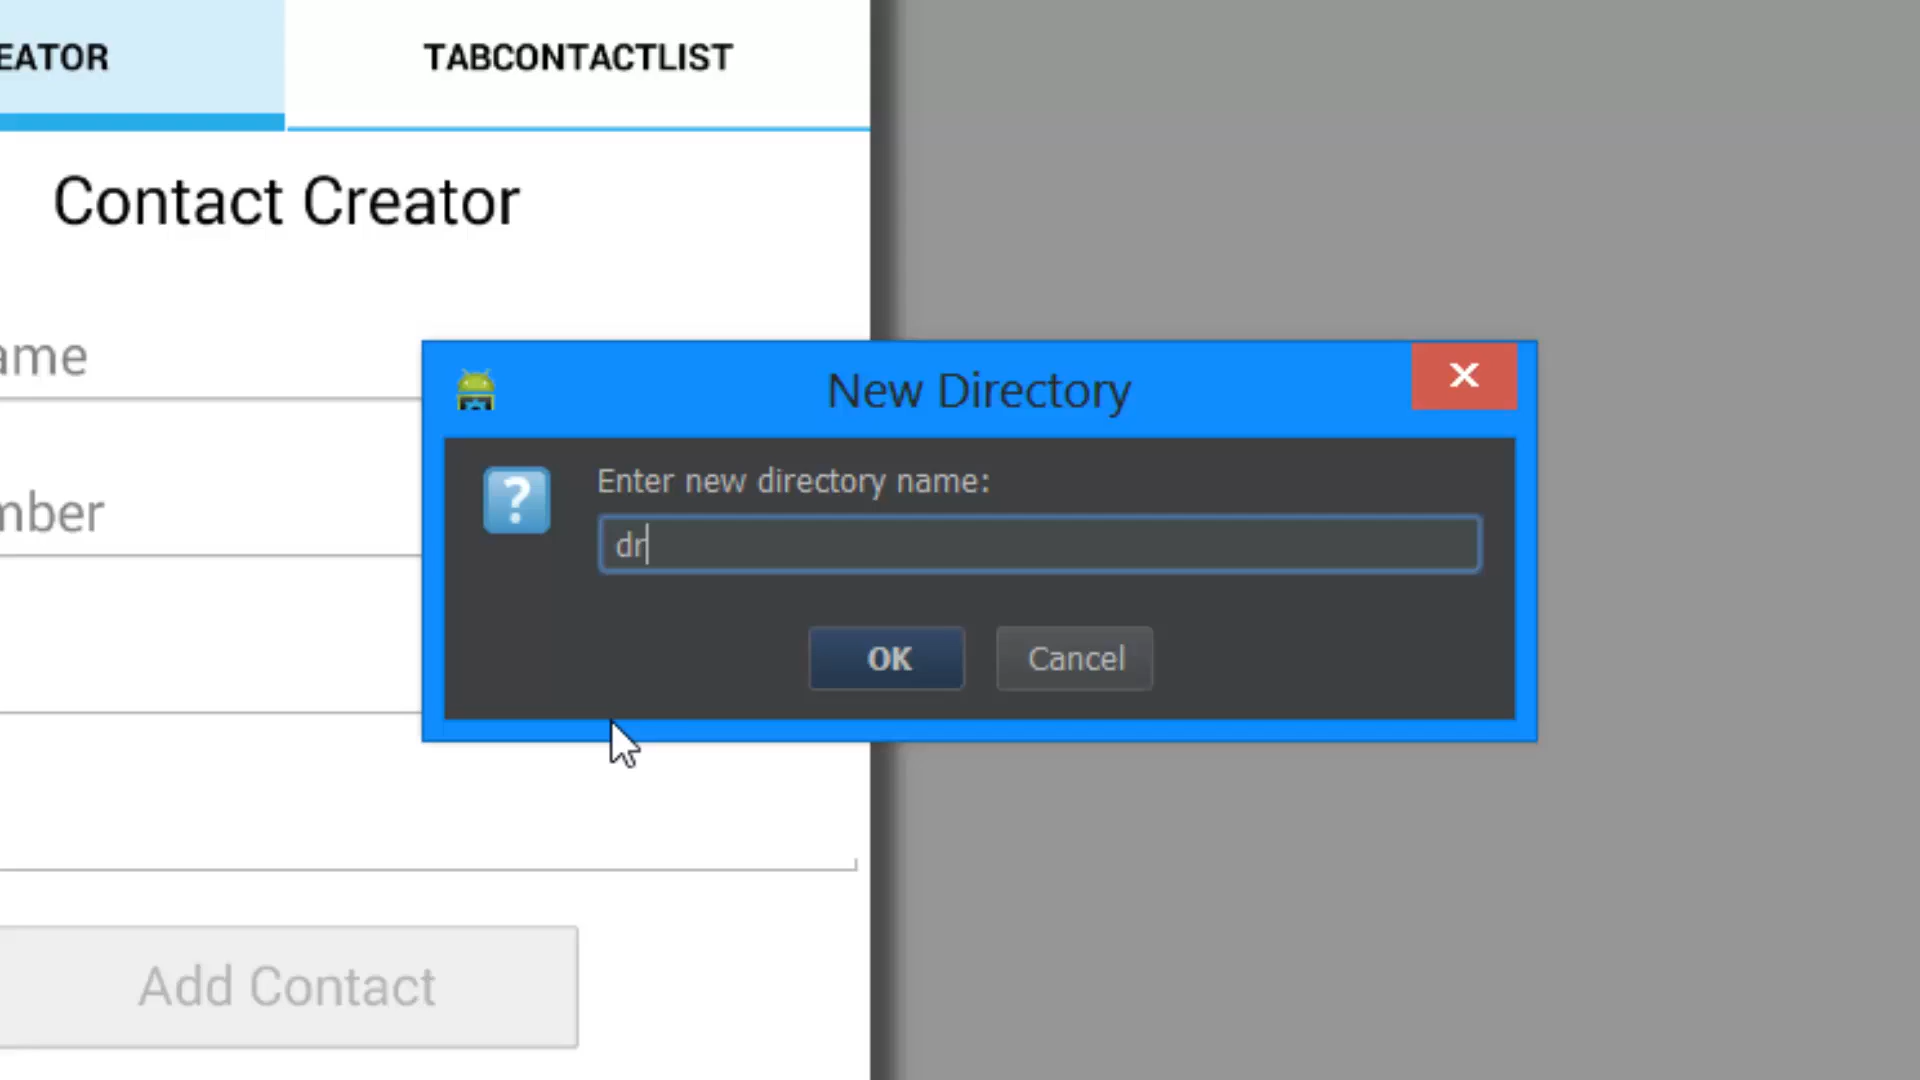 EATOR
TABCONTACTLIST
Contact Creator
ame
mber
New Directory
Enter new directory name:
dr
OK
Cancel
Add Contact